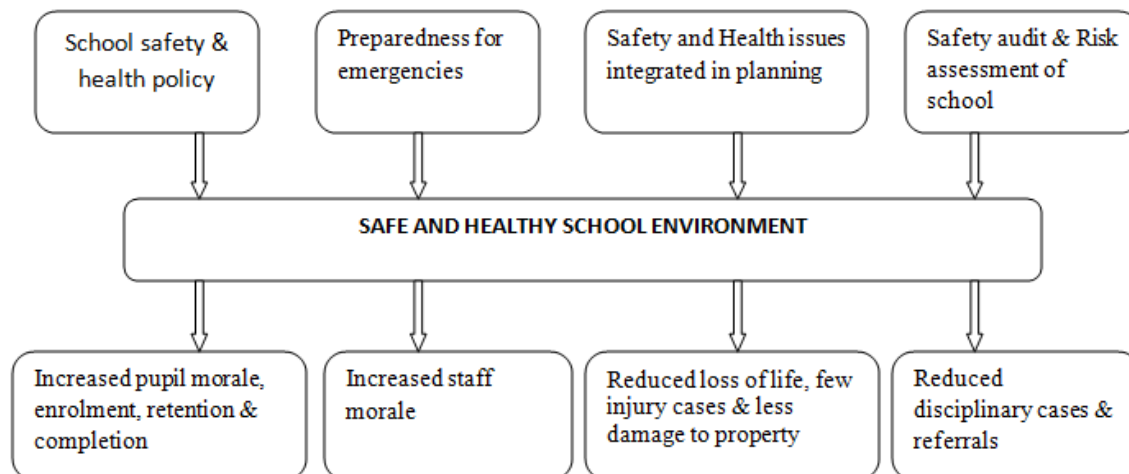 School safety &
health policy
Preparedness for
emergencies
Safety and Health issues
integrated in planning
Safety audit & Risk
assessment of
school
SAFE AND HEALTHY SCHOOL ENVIRONMENT
Increased pupil morale,
enrolment, retention &
completion
Increased staff
morale
Reduced loss of life, few
injury cases & less
damage to property
Reduced
disciplinary cases &
referrals